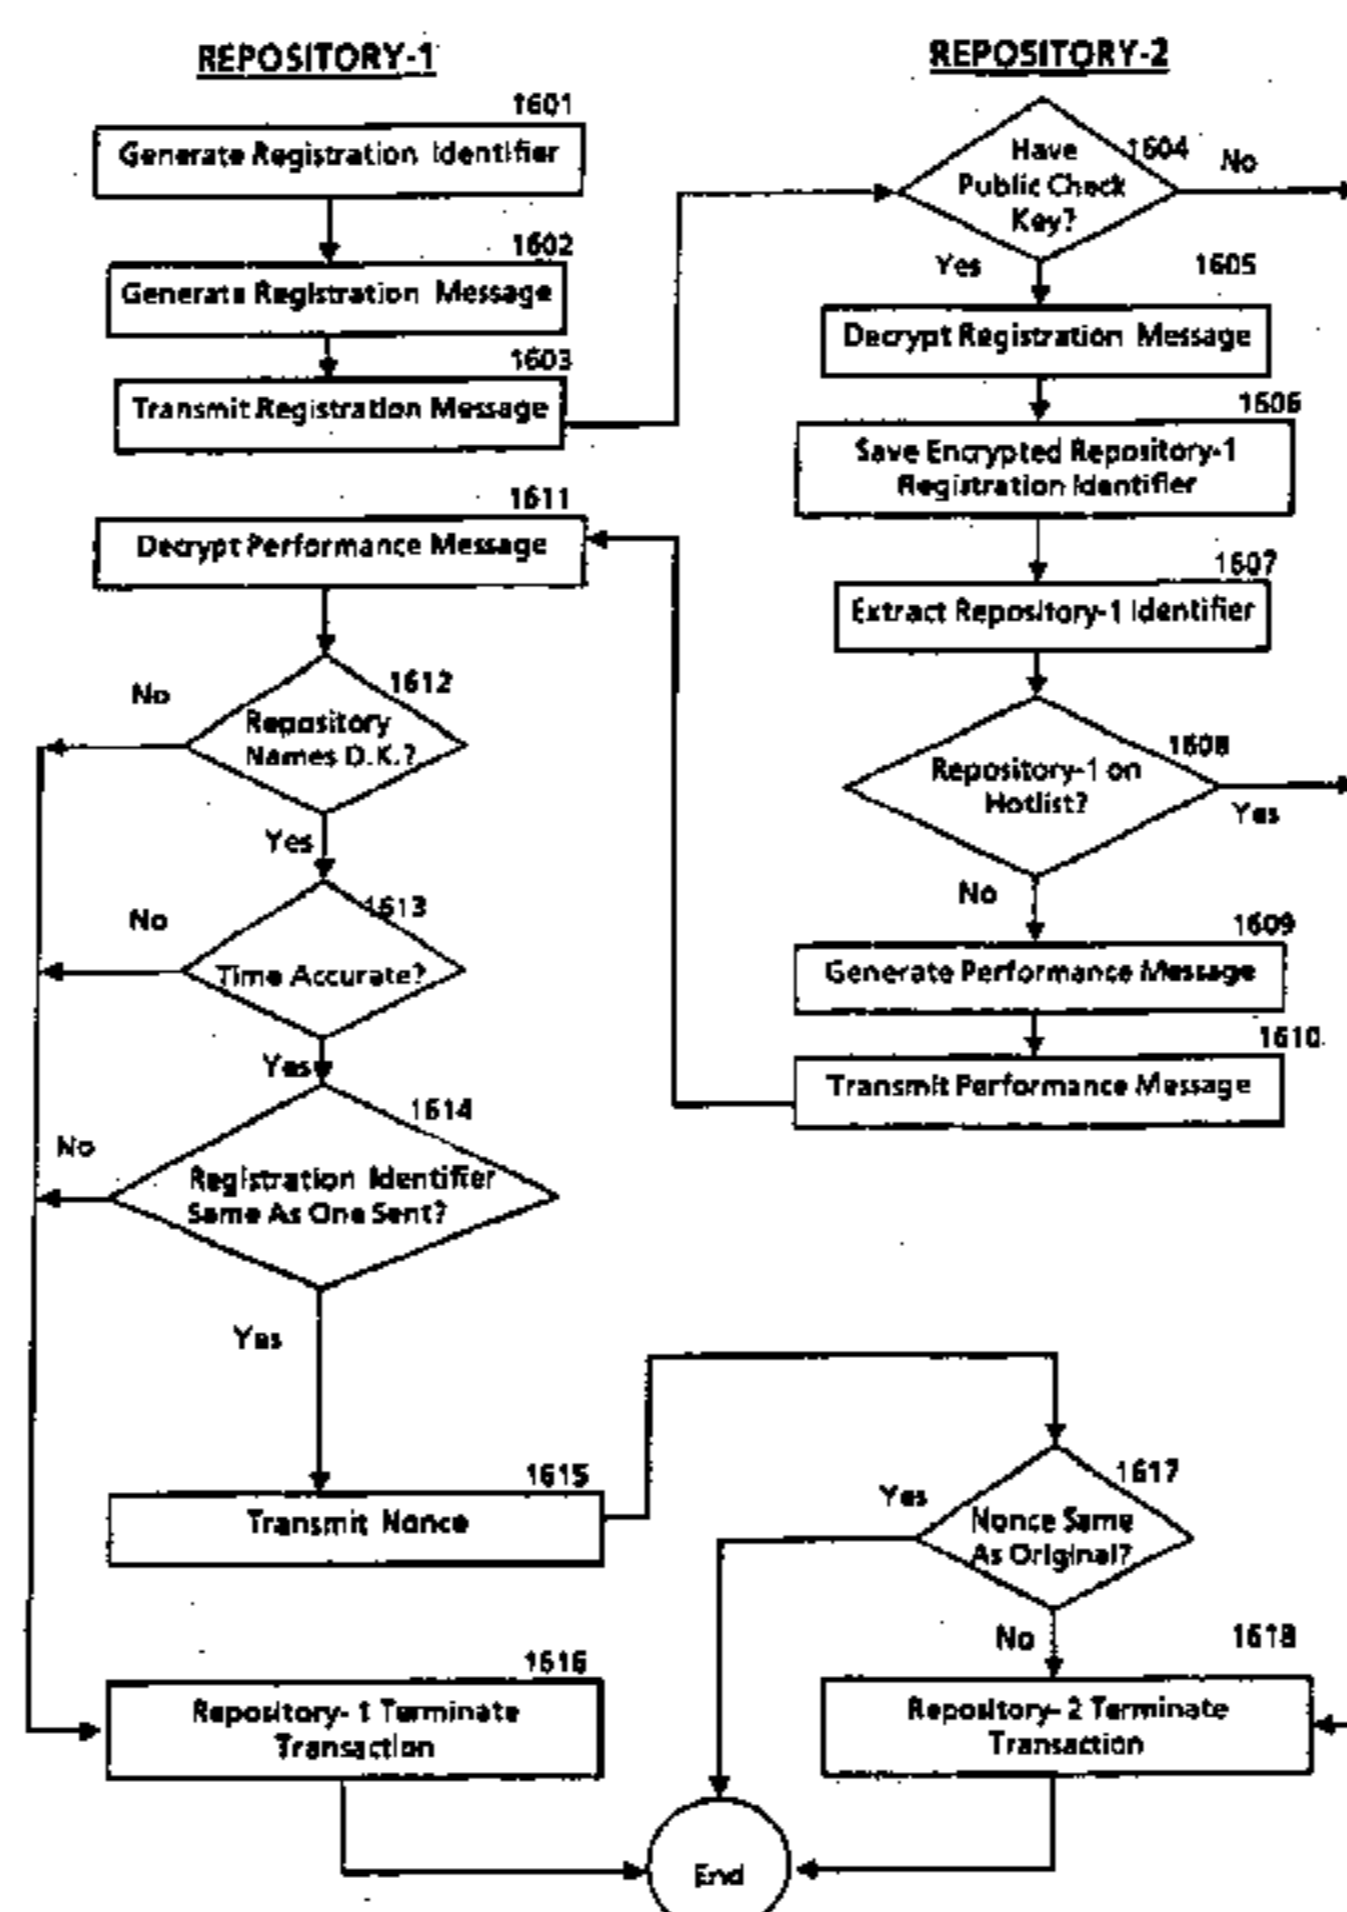 REPOSITORY-1
1601
Generate Registration Identifier
1602
Generate Registration Message
1603
Transmit Registration Message
1611
Decrypt Performance Message
1612
Repository
Names D.K.?
No
Yes
1613
Time Accurate?
No
Yes
1614
Registration Identifier
Same As One Sent?
No
Yes
1615
Transmit Nonce
1616
Repository- 1 Terminate
Transaction
REPOSITORY-2
1604
Have
Public Check
Key?
No
Yes
1605
Decrypt Registration Message
1606
Save Encrypted Repository-1
Registration Identifier
1607
Extract Repository-1 Identifier
1608
Repository-1 on
Hotlist?
Yes
No
1609
Generate Performance Message
1610
Transmit Performance Message
1617
Nonce Same
As Original?
Yes
No
1618
Repository- 2 Terminate
Transaction
End